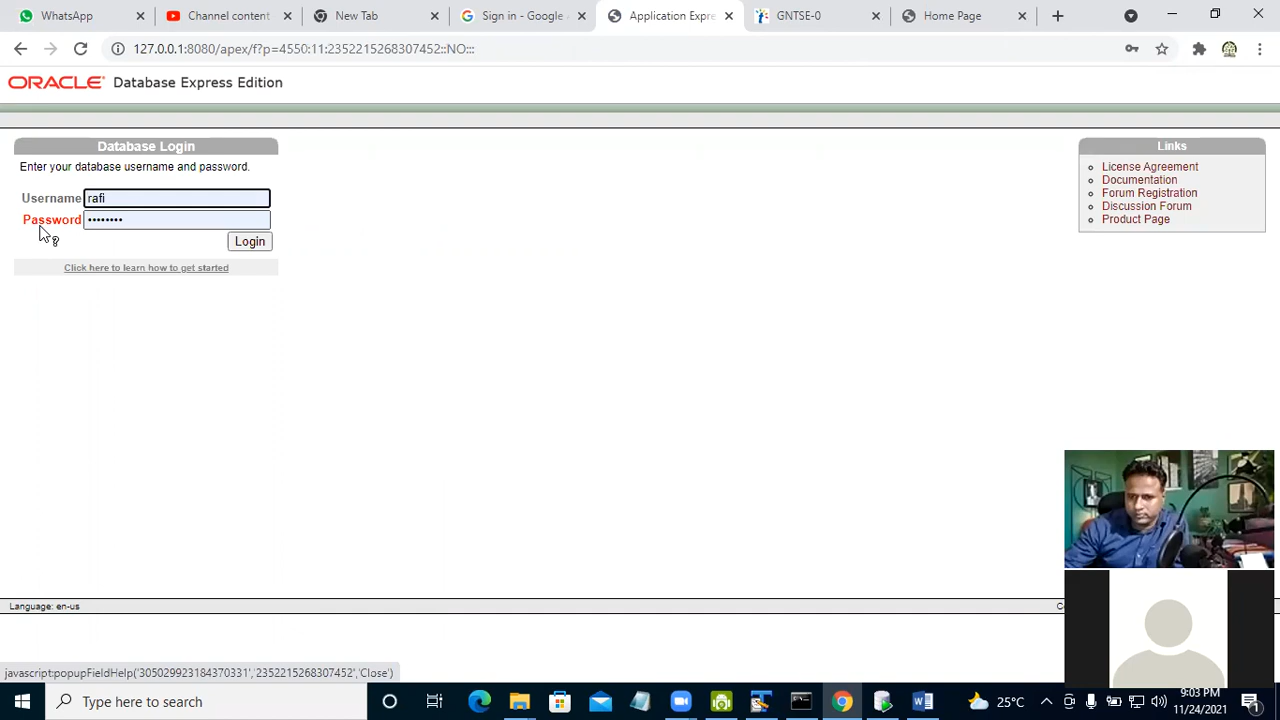 WhatsApp
Channel content
New Tab
Sign in - Google
Application Expre
GNTSE-0
Home Page
127.0.0.1:8080/apex/f?p=4550:11:2352215268307452::NO:::
ORACLE Database Express Edition
Database Login
Enter your database username and password.
Username rafi
Password ••••••••
Login
Click here to learn how to get started
Links
License Agreement
Documentation
Forum Registration
Discussion Forum
Product Page
Language: en-us
javascript:popupFieldHelp('305029923184370331','2352215268307452','Close')
Type here to search
25°C
9:03 PM
11/24/2021